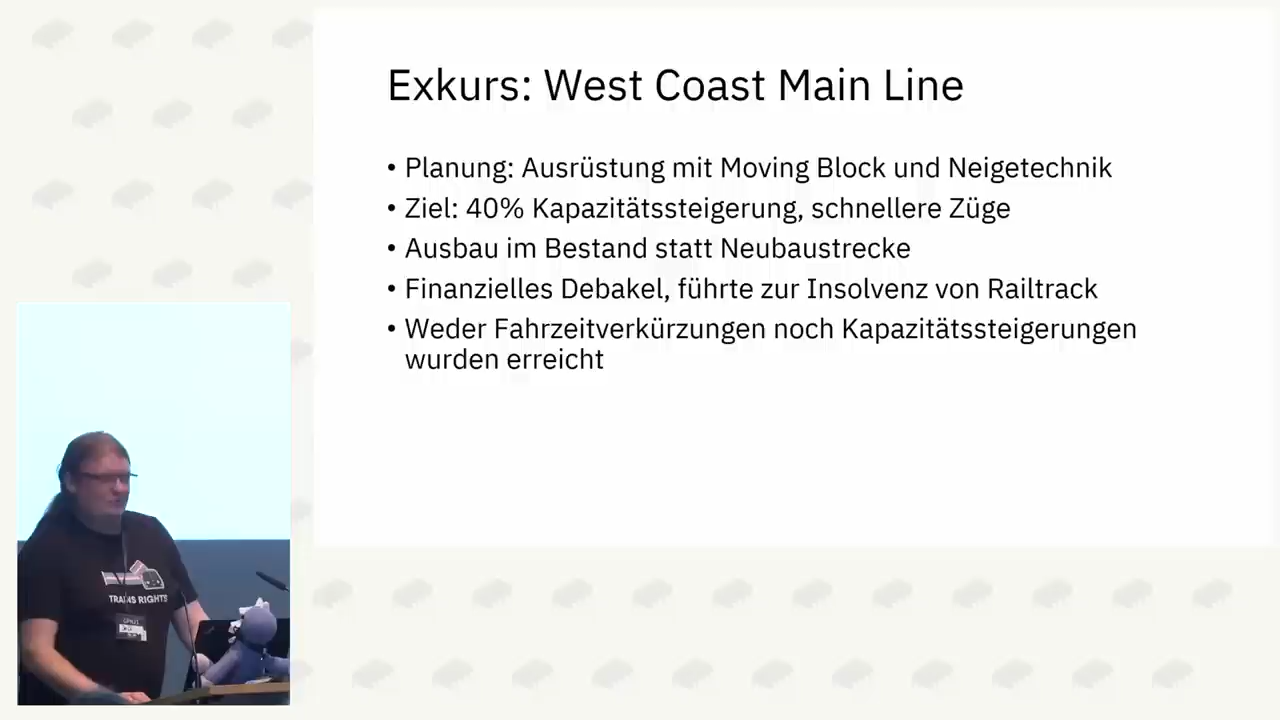 Exkurs: West Coast Main Line
• Planung: Ausrüstung mit Moving Block und Neigetechnik
• Ziel: 40% Kapazitätssteigerung, schnellere Züge
• Ausbau im Bestand statt Neubaustrecke
• Finanzielles Debakel, führte zur Insolvenz von Railtrack
• Weder Fahrzeitverkürzungen noch Kapazitätssteigerungen
wurden erreicht
TRAINS RIGHTS